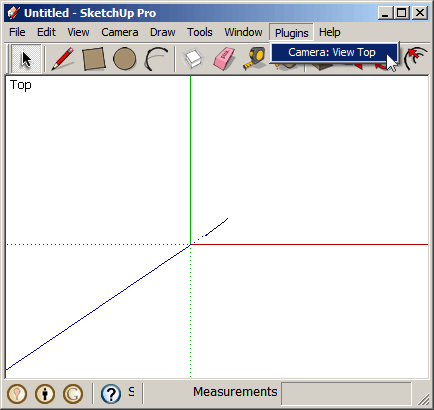 Untitled - SketchUp Pro
File Edit View Camera Draw Tools Window Plugins Help
Camera: View Top
Top
S Measurements